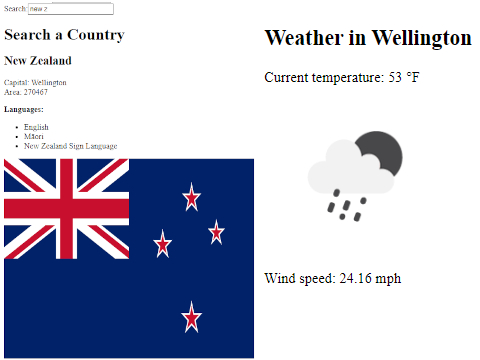 Search: new z
Search a Country
New Zealand
Capital: Wellington
Area: 270467
Languages:
English
Māori
New Zealand Sign Language
Weather in Wellington
Current temperature: 53 °F
Wind speed: 24.16 mph